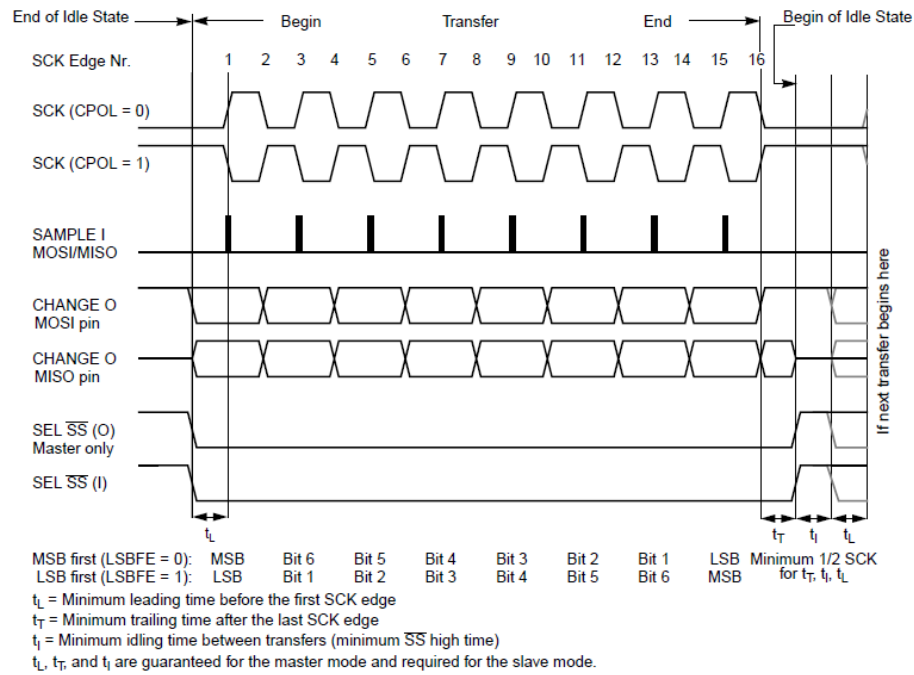 End of Idle State Begin Transfer End Begin of Idle State
SCK Edge Nr. 1 2 3 4 5 6 7 8 9 10 11 12 13 14 15 16
SCK (CPOL = 0)
SCK (CPOL = 1)
SAMPLE I
MOSI/MISO
CHANGE O
MOSI pin
CHANGE O
MISO pin
SEL S̅S̅ (O)
Master only
SEL S̅S̅ (I)
If next transfer begins here
tL tT tI tL
MSB first (LSBFE = 0): MSB Bit 6 Bit 5 Bit 4 Bit 3 Bit 2 Bit 1 LSB Minimum 1/2 SCK
LSB first (LSBFE = 1): LSB Bit 1 Bit 2 Bit 3 Bit 4 Bit 5 Bit 6 MSB for tT, tI, tL
tL = Minimum leading time before the first SCK edge
tT = Minimum trailing time after the last SCK edge
tI = Minimum idling time between transfers (minimum S̅S̅ high time)
tL, tT, and tI are guaranteed for the master mode and required for the slave mode.